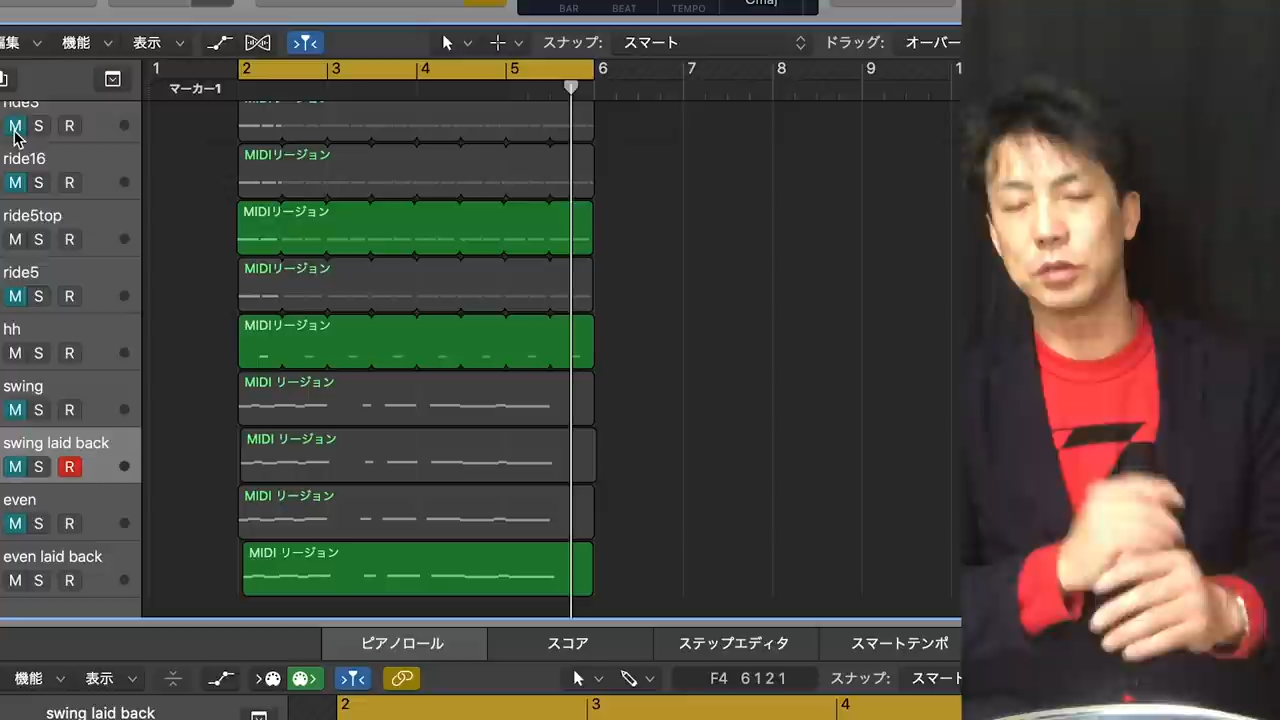 BAR BEAT TEMPO Cmaj
編集 機能 表示 スナップ: スマート ドラッグ: オーバー
1 2 3 4 5 6 7 8 9 1
マーカー1
ride3
M S R
MIDIリージョン
ride16
M S R
MIDIリージョン
ride5top
M S R
MIDIリージョン
ride5
M S R
MIDIリージョン
hh
M S R
MIDI リージョン
swing
M S R
MIDI リージョン
swing laid back
M S R
MIDI リージョン
even
M S R
MIDI リージョン
even laid back
M S R
ピアノロール スコア ステップエディタ スマートテンポ
機能 表示 F4 6 1 2 1 スナップ: スマート
swing laid back 2 3 4